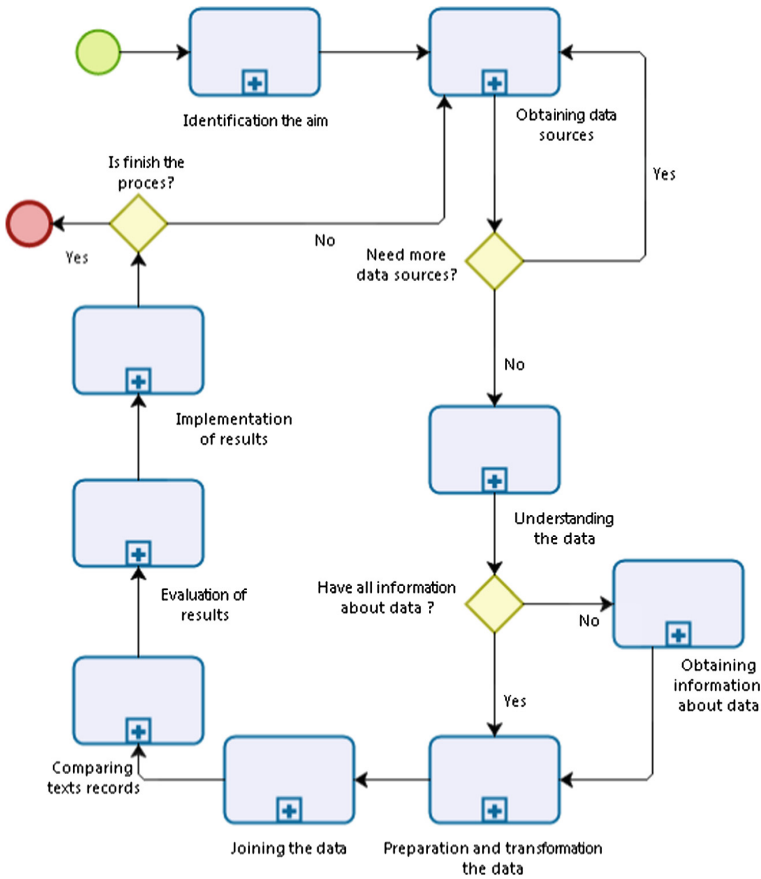 Identification the aim
Obtaining data
sources
Is finish the
proces?
Yes
No
Yes
Need more
data sources?
No
Implementation
of results
Understanding
the data
Have all information
about data ?
No
Evaluation of
results
Obtaining
information
about data
Yes
Comparing
texts records
Joining the data
Preparation and transformation
the data